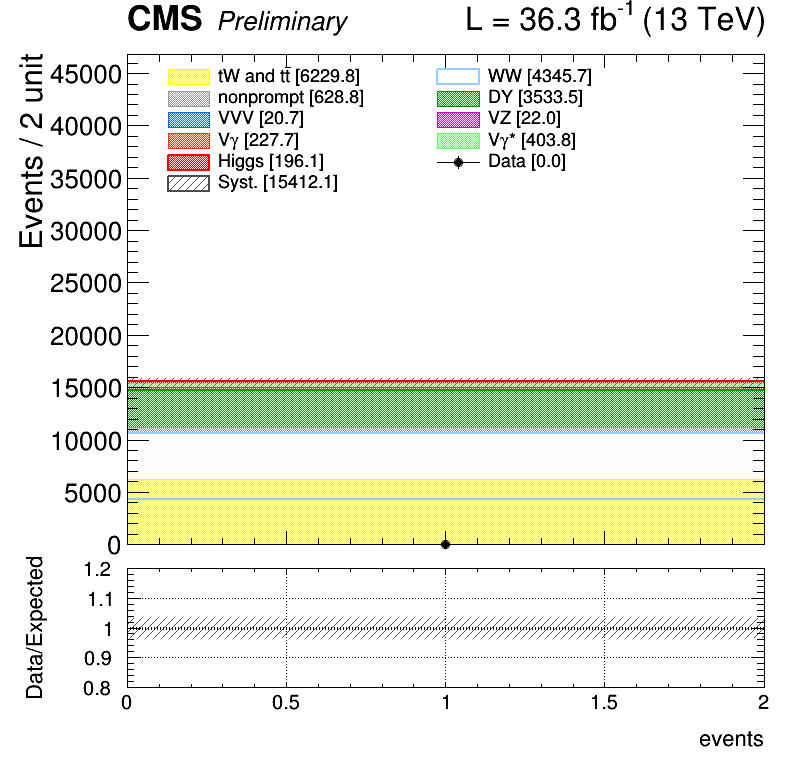 CMS Preliminary L = 36.3 fb⁻¹ (13 TeV)
Events / 2 unit
45000
40000
35000
30000
25000
20000
15000
10000
5000
0
tW and tt̄ [6229.8]
nonprompt [628.8]
VVV [20.7]
Vγ [227.7]
Higgs [196.1]
Syst. [15412.1]
WW [4345.7]
DY [3533.5]
VZ [22.0]
Vγ* [403.8]
Data [0.0]
Data/Expected
1.2
1.1
1
0.9
0.8
0 0.5 1 1.5 2
events